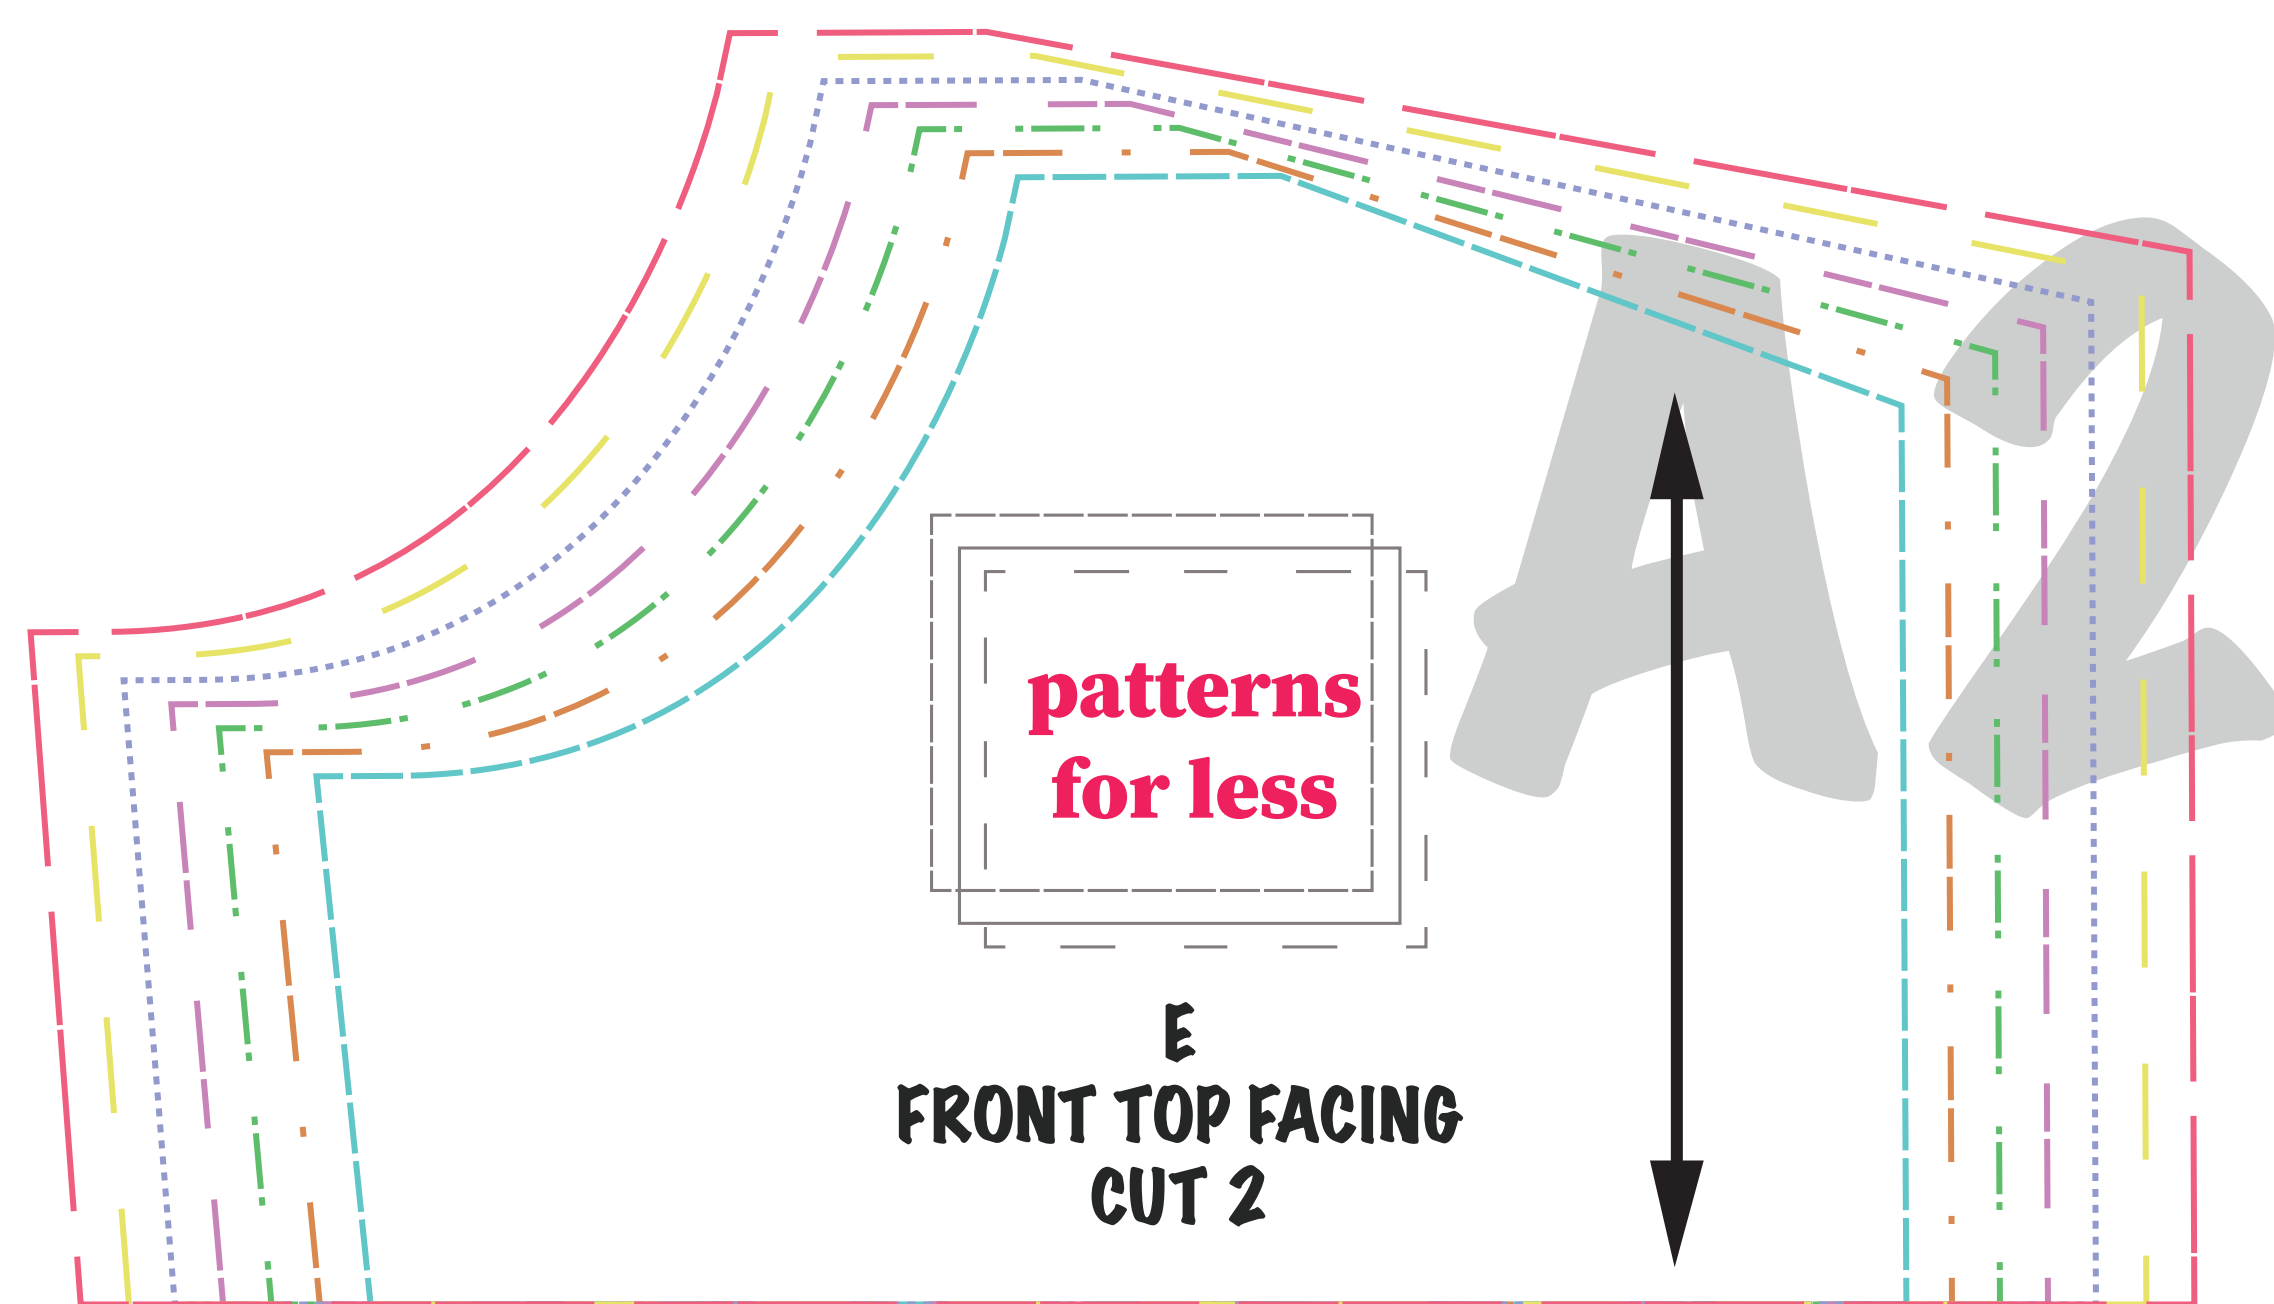 A2
patterns
for less
E
FRONT TOP FACING
CUT 2